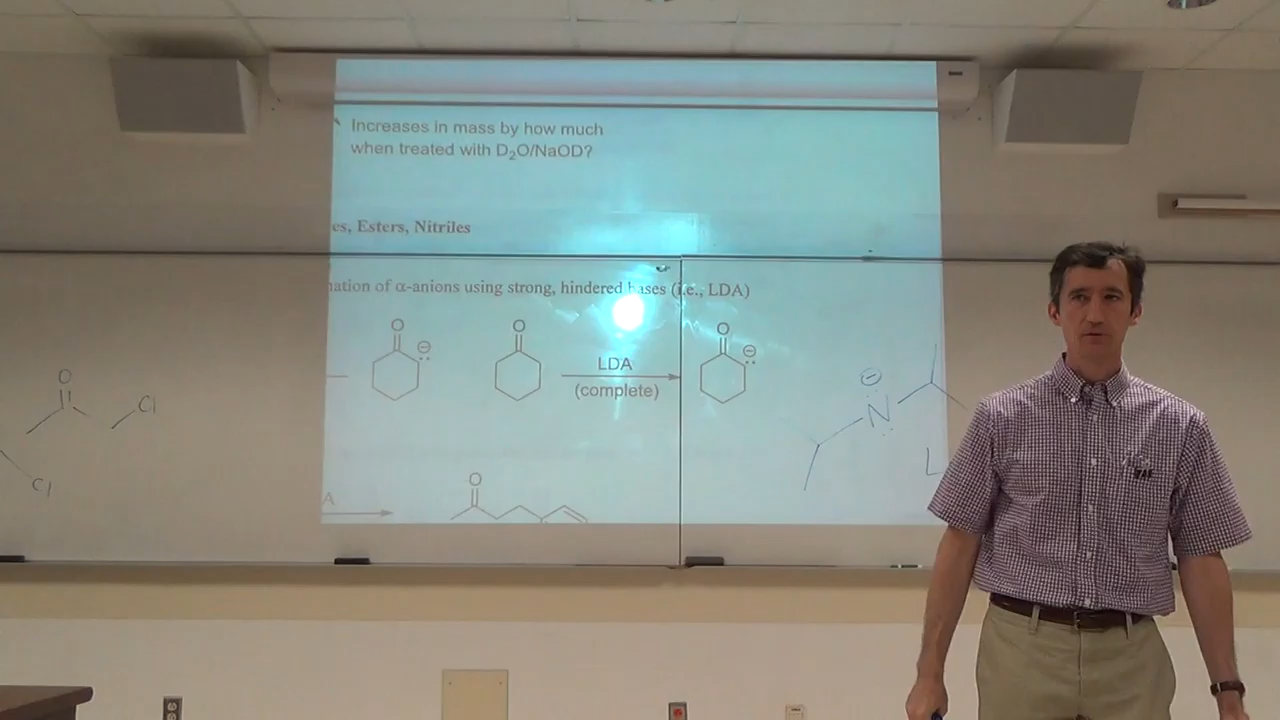 Increases in mass by how much
when treated with D₂O/NaOD?
es, Esters, Nitriles
nation of α-anions using strong, hindered bases (i.e., LDA)
O ⊖ ··
O
LDA
(complete)
O ⊖ ··
A
O
O
Cl
Cl
⊖
N
··
L